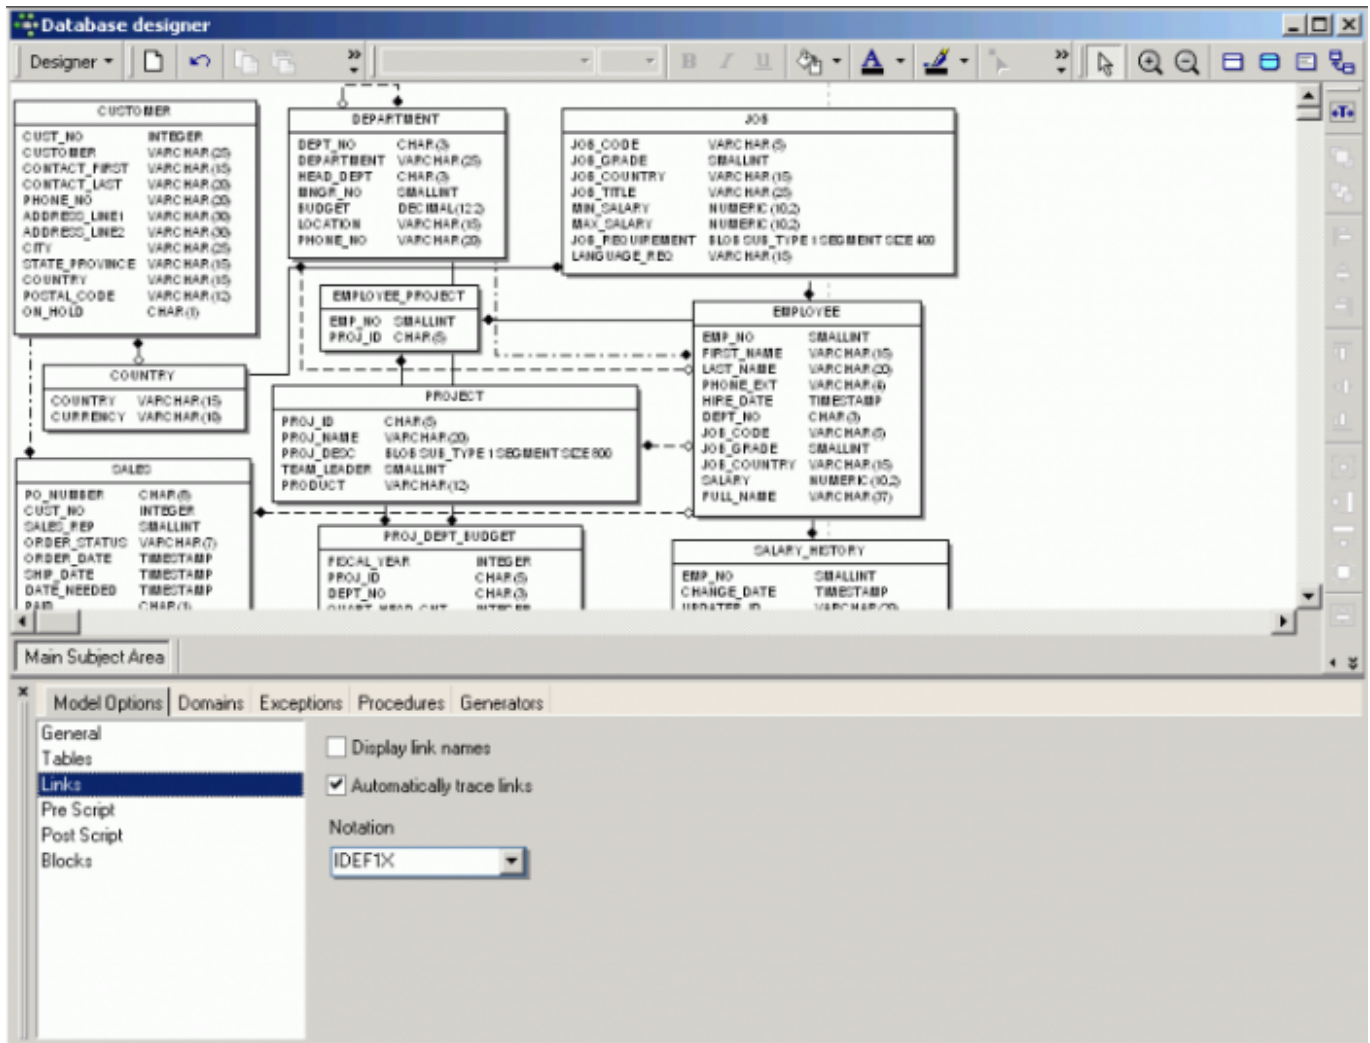 Database designer
Designer
B I U A
CUSTOMER
CUST_NO INTEGER
CUSTOMER VARCHAR(25)
CONTACT_FIRST VARCHAR(15)
CONTACT_LAST VARCHAR(20)
PHONE_NO VARCHAR(20)
ADDRESS_LINE1 VARCHAR(30)
ADDRESS_LINE2 VARCHAR(30)
CITY VARCHAR(25)
STATE_PROVINCE VARCHAR(15)
COUNTRY VARCHAR(15)
POSTAL_CODE VARCHAR(12)
ON_HOLD CHAR(1)
DEPARTMENT
DEPT_NO CHAR(3)
DEPARTMENT VARCHAR(25)
HEAD_DEPT CHAR(3)
MNGR_NO SMALLINT
BUDGET DECIMAL(12,2)
LOCATION VARCHAR(15)
PHONE_NO VARCHAR(20)
JOB
JOB_CODE VARCHAR(5)
JOB_GRADE SMALLINT
JOB_COUNTRY VARCHAR(15)
JOB_TITLE VARCHAR(25)
MIN_SALARY NUMERIC(10,2)
MAX_SALARY NUMERIC(10,2)
JOB_REQUIREMENT BLOB SUB_TYPE 1 SEGMENT SIZE 400
LANGUAGE_REQ VARCHAR(15)
EMPLOYEE_PROJECT
EMP_NO SMALLINT
PROJ_ID CHAR(5)
EMPLOYEE
EMP_NO SMALLINT
FIRST_NAME VARCHAR(15)
LAST_NAME VARCHAR(20)
PHONE_EXT VARCHAR(4)
HIRE_DATE TIMESTAMP
DEPT_NO CHAR(3)
JOB_CODE VARCHAR(5)
JOB_GRADE SMALLINT
JOB_COUNTRY VARCHAR(15)
SALARY NUMERIC(10,2)
FULL_NAME VARCHAR(37)
COUNTRY
COUNTRY VARCHAR(15)
CURRENCY VARCHAR(10)
PROJECT
PROJ_ID CHAR(5)
PROJ_NAME VARCHAR(20)
PROJ_DESC BLOB SUB_TYPE 1 SEGMENT SIZE 800
TEAM_LEADER SMALLINT
PRODUCT VARCHAR(12)
SALES
PO_NUMBER CHAR(8)
CUST_NO INTEGER
SALES_REP SMALLINT
ORDER_STATUS VARCHAR(7)
ORDER_DATE TIMESTAMP
SHIP_DATE TIMESTAMP
DATE_NEEDED TIMESTAMP
PAID CHAR(1)
PROJ_DEPT_BUDGET
FISCAL_YEAR INTEGER
PROJ_ID CHAR(5)
DEPT_NO CHAR(3)
QUART_HEAD_CNT INTEGER
SALARY_HISTORY
EMP_NO SMALLINT
CHANGE_DATE TIMESTAMP
UPDATER_ID VARCHAR(20)
Main Subject Area
Model Options Domains Exceptions Procedures Generators
General
Tables
Links
Pre Script
Post Script
Blocks
Display link names
Automatically trace links
Notation
IDEF1X